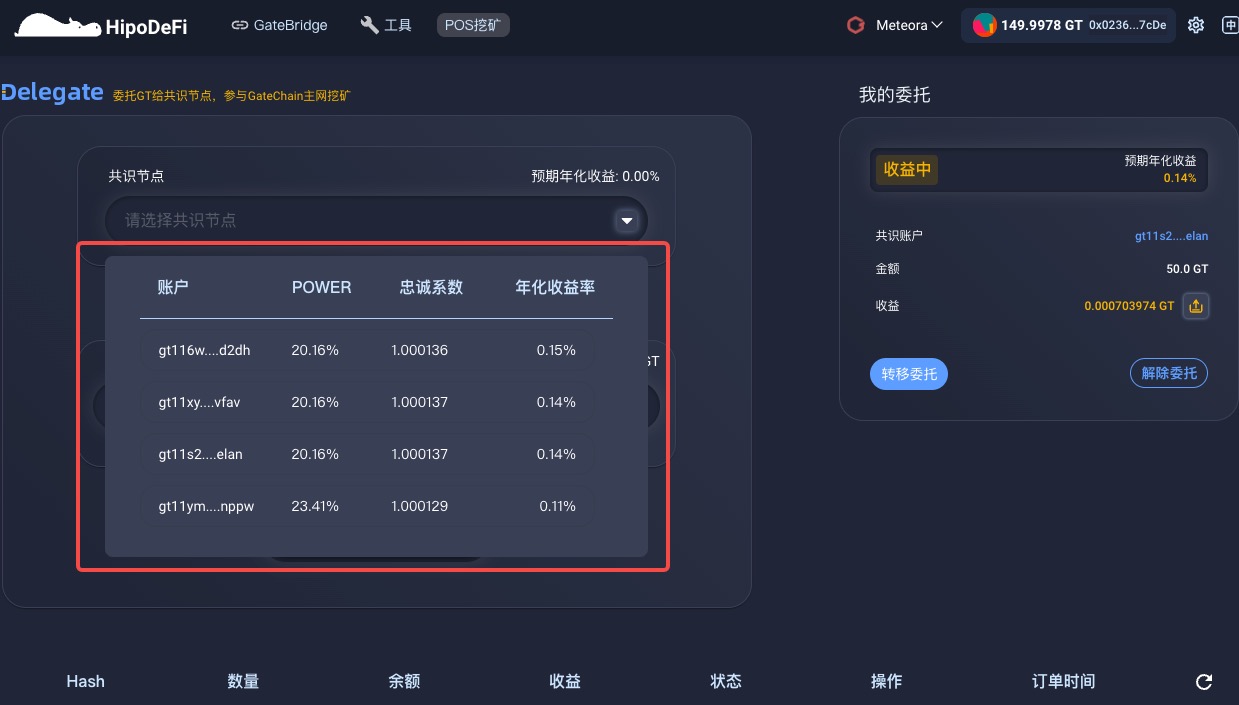 HipoDeFi GateBridge 工具 POS挖矿 Meteora 149.9978 GT 0x0236...7cDe 中
Delegate 委托GT给共识节点，参与GateChain主网挖矿
我的委托
共识节点 预期年化收益: 0.00%
请选择共识节点
账户 POWER 忠诚系数 年化收益率
gt116w....d2dh 20.16% 1.000136 0.15%
gt11xy....vfav 20.16% 1.000137 0.14%
gt11s2....elan 20.16% 1.000137 0.14%
gt11ym....nppw 23.41% 1.000129 0.11%
收益中 预期年化收益
0.14%
共识账户 gt11s2....elan
金额 50.0 GT
收益 0.000703974 GT
转移委托 解除委托
Hash 数量 余额 收益 状态 操作 订单时间